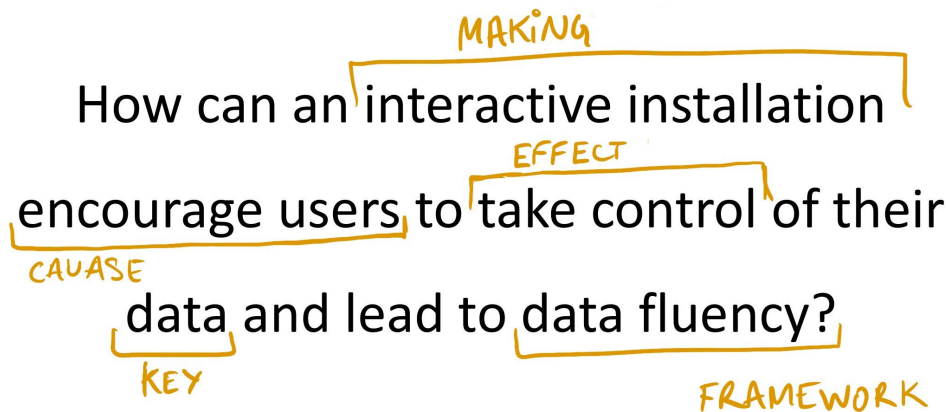 MAKING
How can an interactive installation
EFFECT
encourage users to take control of their
CAUASE
data and lead to data fluency?
KEY
FRAMEWORK